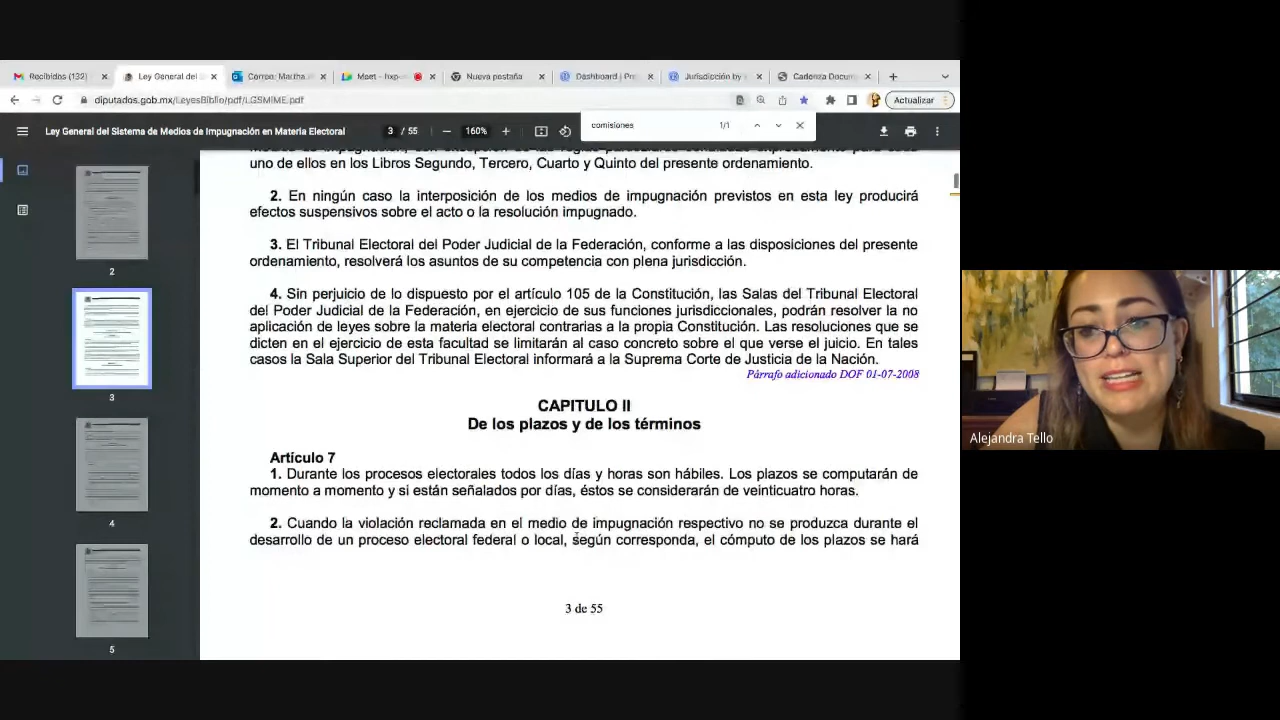 Recibidos (132)
Ley General del
Correo: Martha
Meet – hxp-
Nueva pestaña
Dashboard | Pr
Jurisdicción by
Cadenza Docum
diputados.gob.mx/LeyesBiblio/pdf/LGSMIME.pdf
Actualizar
comisiones 1/1
Ley General del Sistema de Medios de Impugnación en Materia Electoral
3 / 55
160%
uno de ellos en los Libros Segundo, Tercero, Cuarto y Quinto del presente ordenamiento.
2. En ningún caso la interposición de los medios de impugnación previstos en esta ley producirá
efectos suspensivos sobre el acto o la resolución impugnado.
3. El Tribunal Electoral del Poder Judicial de la Federación, conforme a las disposiciones del presente
ordenamiento, resolverá los asuntos de su competencia con plena jurisdicción.
4. Sin perjuicio de lo dispuesto por el artículo 105 de la Constitución, las Salas del Tribunal Electoral
del Poder Judicial de la Federación, en ejercicio de sus funciones jurisdiccionales, podrán resolver la no
aplicación de leyes sobre la materia electoral contrarias a la propia Constitución. Las resoluciones que se
dicten en el ejercicio de esta facultad se limitarán al caso concreto sobre el que verse el juicio. En tales
casos la Sala Superior del Tribunal Electoral informará a la Suprema Corte de Justicia de la Nación.
Párrafo adicionado DOF 01-07-2008
CAPITULO II
De los plazos y de los términos
Artículo 7
1. Durante los procesos electorales todos los días y horas son hábiles. Los plazos se computarán de
momento a momento y si están señalados por días, éstos se considerarán de veinticuatro horas.
2. Cuando la violación reclamada en el medio de impugnación respectivo no se produzca durante el
desarrollo de un proceso electoral federal o local, según corresponda, el cómputo de los plazos se hará
3 de 55
2
3
4
5
Alejandra Tello